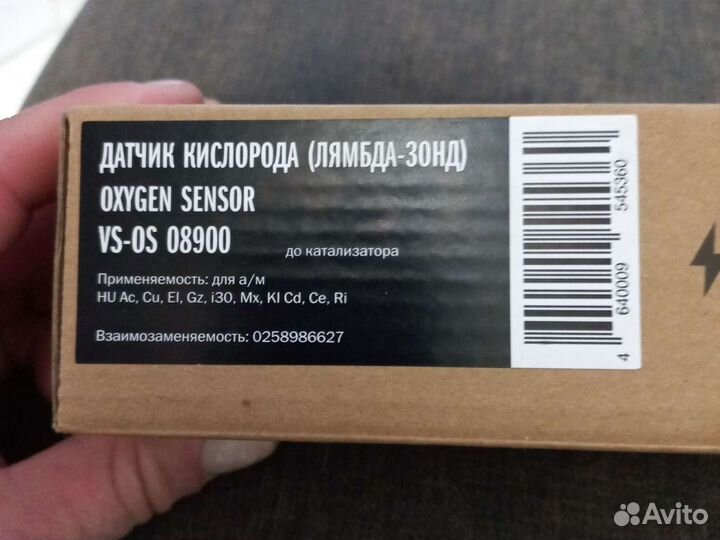 ДАТЧИК КИСЛОРОДА (ЛЯМБДА-ЗОНД)
OXYGEN SENSOR
VS-OS 08900 до катализатора
Применяемость: для а/м
HU Ac, Cu, El, Gz, i30, Mx, KI Cd, Ce, Ri
Взаимозаменяемость: 0258986627
4 640009 545360
Avito